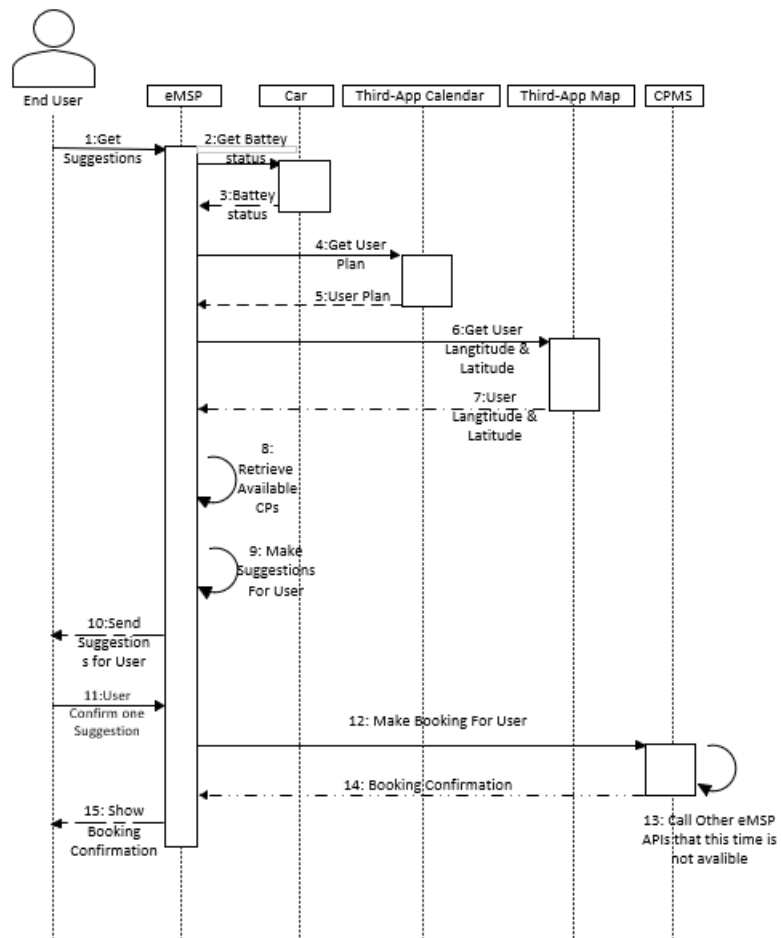 End User
eMSP
Car
Third-App Calendar
Third-App Map
CPMS
1:Get
Suggestions
2:Get Battey
status
3:Battey
status
4:Get User
Plan
5:User Plan
6:Get User
Langtitude &
Latitude
7:User
Langtitude &
Latitude
8:
Retrieve
Available
CPs
9: Make
Suggestions
For User
10:Send
Suggestion
s for User
11:User
Confirm one
Suggestion
12: Make Booking For User
14: Booking Confirmation
13: Call Other eMSP
APIs that this time is
not avalible
15: Show
Booking
Confirmation